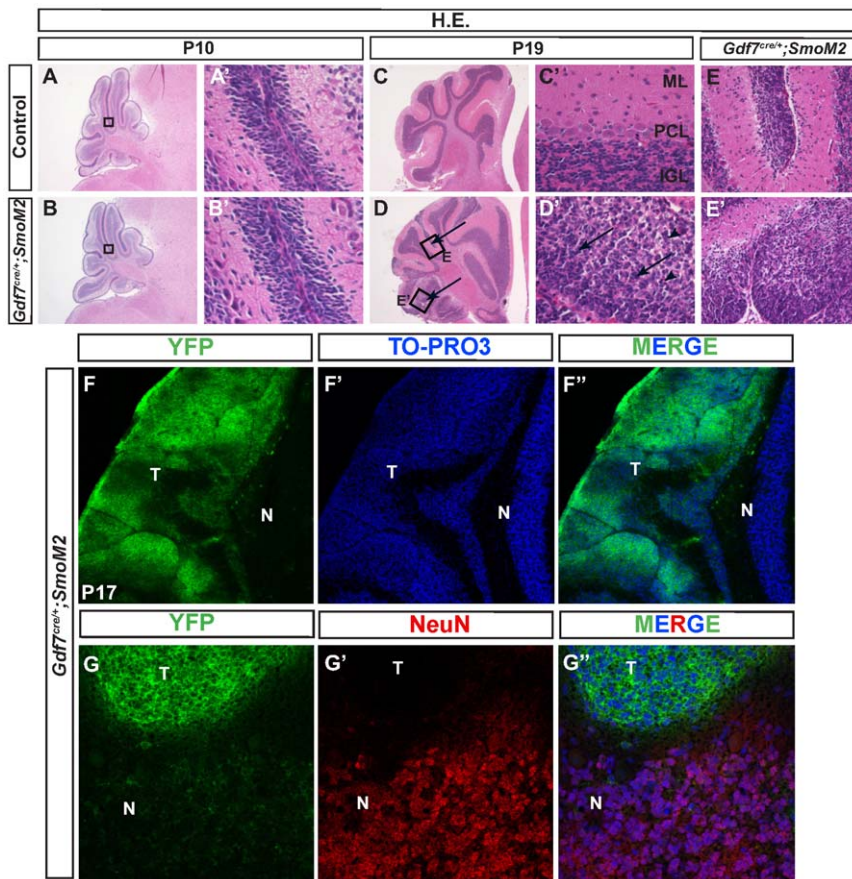 H.E.
P10 P19 Gdf7cre/+;SmoM2
Control
A A' C C' ML PCL IGL E
Gdf7cre/+;SmoM2
B B' D E E' D' E'
YFP TO-PRO3 MERGE
Gdf7cre/+;SmoM2
F T N P17 F' T N F" T N
YFP NeuN MERGE
G T N G' T N G" T N